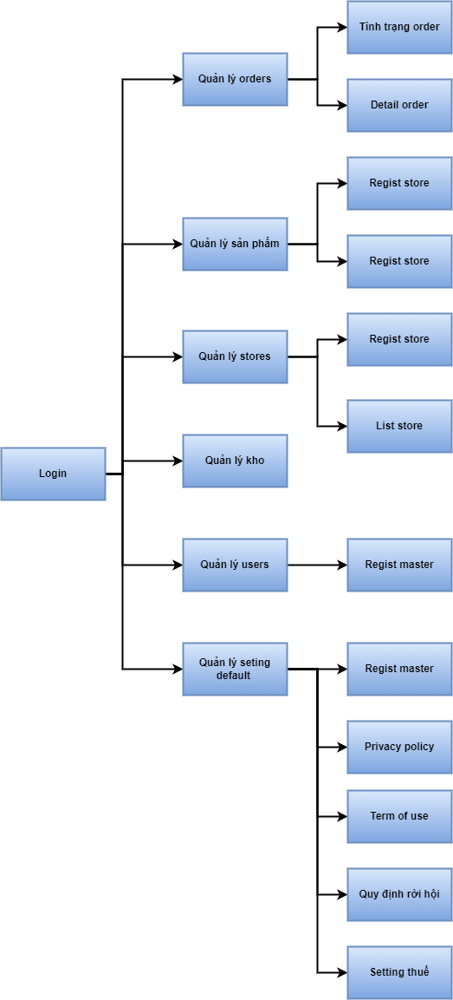 Tình trạng order
Quản lý orders
Detail order
Regist store
Quản lý sản phẩm
Regist store
Regist store
Quản lý stores
List store
Quản lý kho
Login
Quản lý users
Regist master
Quản lý seting
default
Regist master
Privacy policy
Term of use
Quy định rời hội
Setting thuế